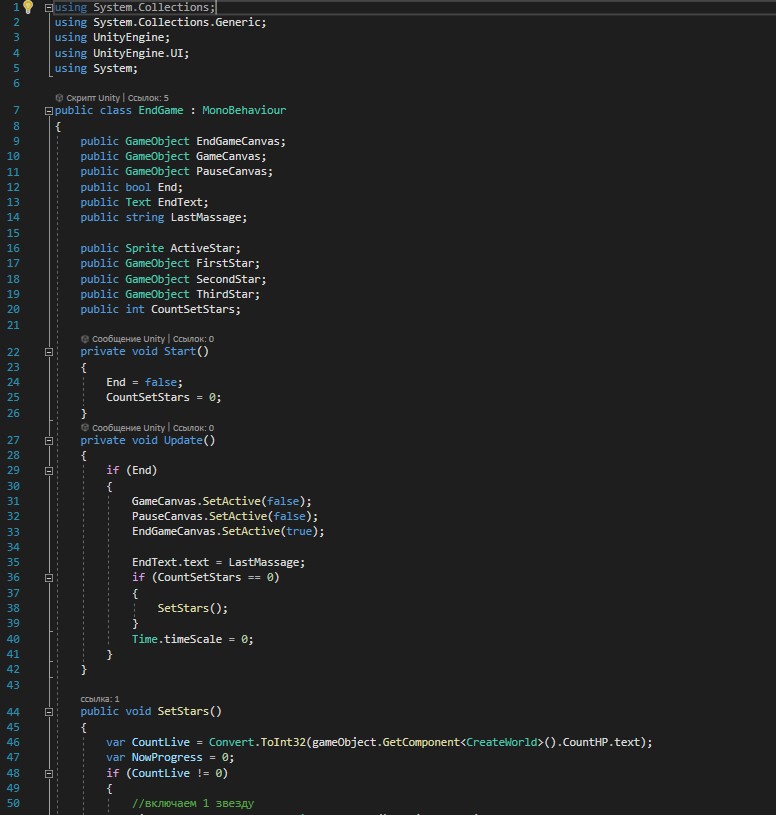 1 using System.Collections;
2 using System.Collections.Generic;
3 using UnityEngine;
4 using UnityEngine.UI;
5 using System;
6
Скрипт Unity | Ссылок: 5
7 public class EndGame : MonoBehaviour
8 {
9 public GameObject EndGameCanvas;
10 public GameObject GameCanvas;
11 public GameObject PauseCanvas;
12 public bool End;
13 public Text EndText;
14 public string LastMassage;
15
16 public Sprite ActiveStar;
17 public GameObject FirstStar;
18 public GameObject SecondStar;
19 public GameObject ThirdStar;
20 public int CountSetStars;
21
Сообщение Unity | Ссылок: 0
22 private void Start()
23 {
24 End = false;
25 CountSetStars = 0;
26 }
Сообщение Unity | Ссылок: 0
27 private void Update()
28 {
29 if (End)
30 {
31 GameCanvas.SetActive(false);
32 PauseCanvas.SetActive(false);
33 EndGameCanvas.SetActive(true);
34
35 EndText.text = LastMassage;
36 if (CountSetStars == 0)
37 {
38 SetStars();
39 }
40 Time.timeScale = 0;
41 }
42 }
43
ссылка: 1
44 public void SetStars()
45 {
46 var CountLive = Convert.ToInt32(gameObject.GetComponent<CreateWorld>().CountHP.text);
47 var NowProgress = 0;
48 if (CountLive != 0)
49 {
50 //включаем 1 звезду